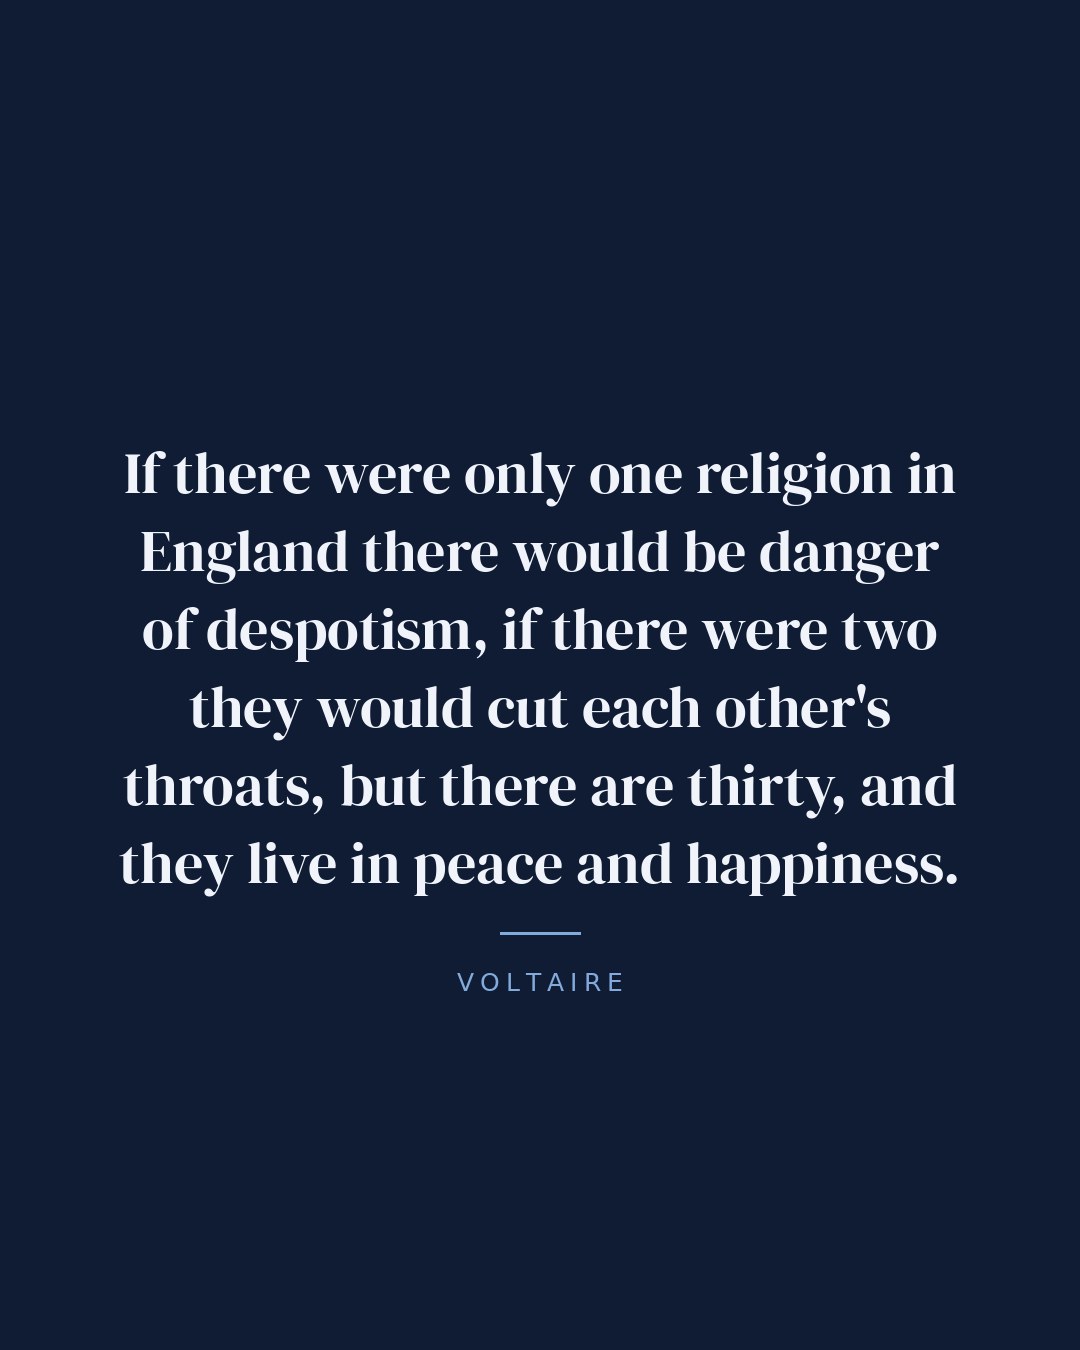 If there were only one religion in
England there would be danger
of despotism, if there were two
they would cut each other's
throats, but there are thirty, and
they live in peace and happiness.
VOLTAIRE